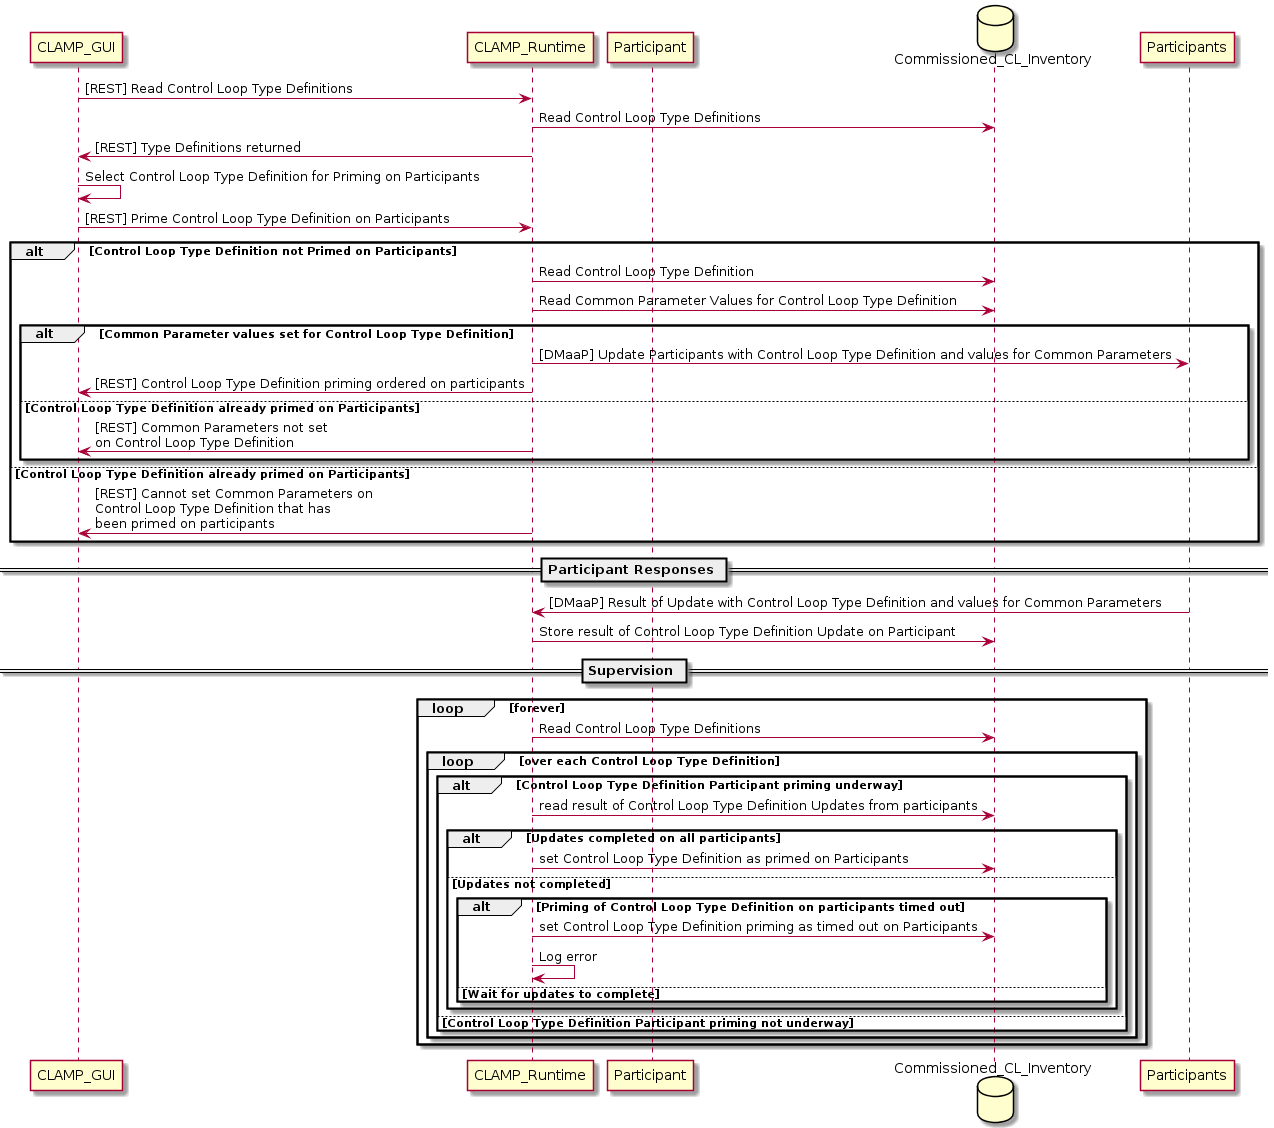 Commissioned_CL_Inventory
CLAMP_GUI
CLAMP_Runtime
Participant
Participants
[REST] Read Control Loop Type Definitions
Read Control Loop Type Definitions
[REST] Type Definitions returned
Select Control Loop Type Definition for Priming on Participants
[REST] Prime Control Loop Type Definition on Participants
alt
[Control Loop Type Definition not Primed on Participants]
Read Control Loop Type Definition
Read Common Parameter Values for Control Loop Type Definition
alt
[Common Parameter values set for Control Loop Type Definition]
[DMaaP] Update Participants with Control Loop Type Definition and values for Common Parameters
[REST] Control Loop Type Definition priming ordered on participants
[Control Loop Type Definition already primed on Participants]
[REST] Common Parameters not set
on Control Loop Type Definition
[Control Loop Type Definition already primed on Participants]
[REST] Cannot set Common Parameters on
Control Loop Type Definition that has
been primed on participants
Participant Responses
[DMaaP] Result of Update with Control Loop Type Definition and values for Common Parameters
Store result of Control Loop Type Definition Update on Participant
Supervision
loop
[forever]
Read Control Loop Type Definitions
loop
[over each Control Loop Type Definition]
alt
[Control Loop Type Definition Participant priming underway]
read result of Control Loop Type Definition Updates from participants
alt
[Updates completed on all participants]
set Control Loop Type Definition as primed on Participants
[Updates not completed]
alt
[Priming of Control Loop Type Definition on participants timed out]
set Control Loop Type Definition priming as timed out on Participants
Log error
[Wait for updates to complete]
[Control Loop Type Definition Participant priming not underway]
CLAMP_GUI
CLAMP_Runtime
Participant
Commissioned_CL_Inventory
Participants